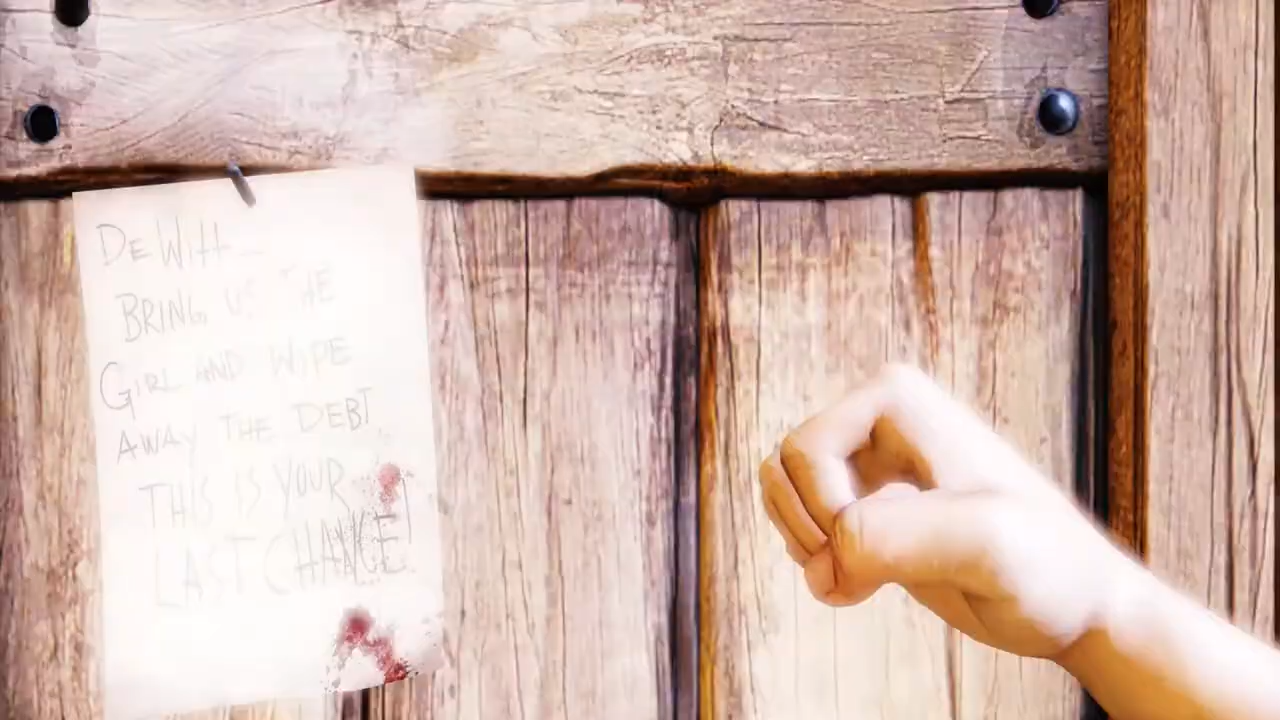 DeWitt —
BRING US THE
GIRL AND WIPE
AWAY THE DEBT.
THIS IS YOUR
LAST CHANCE!